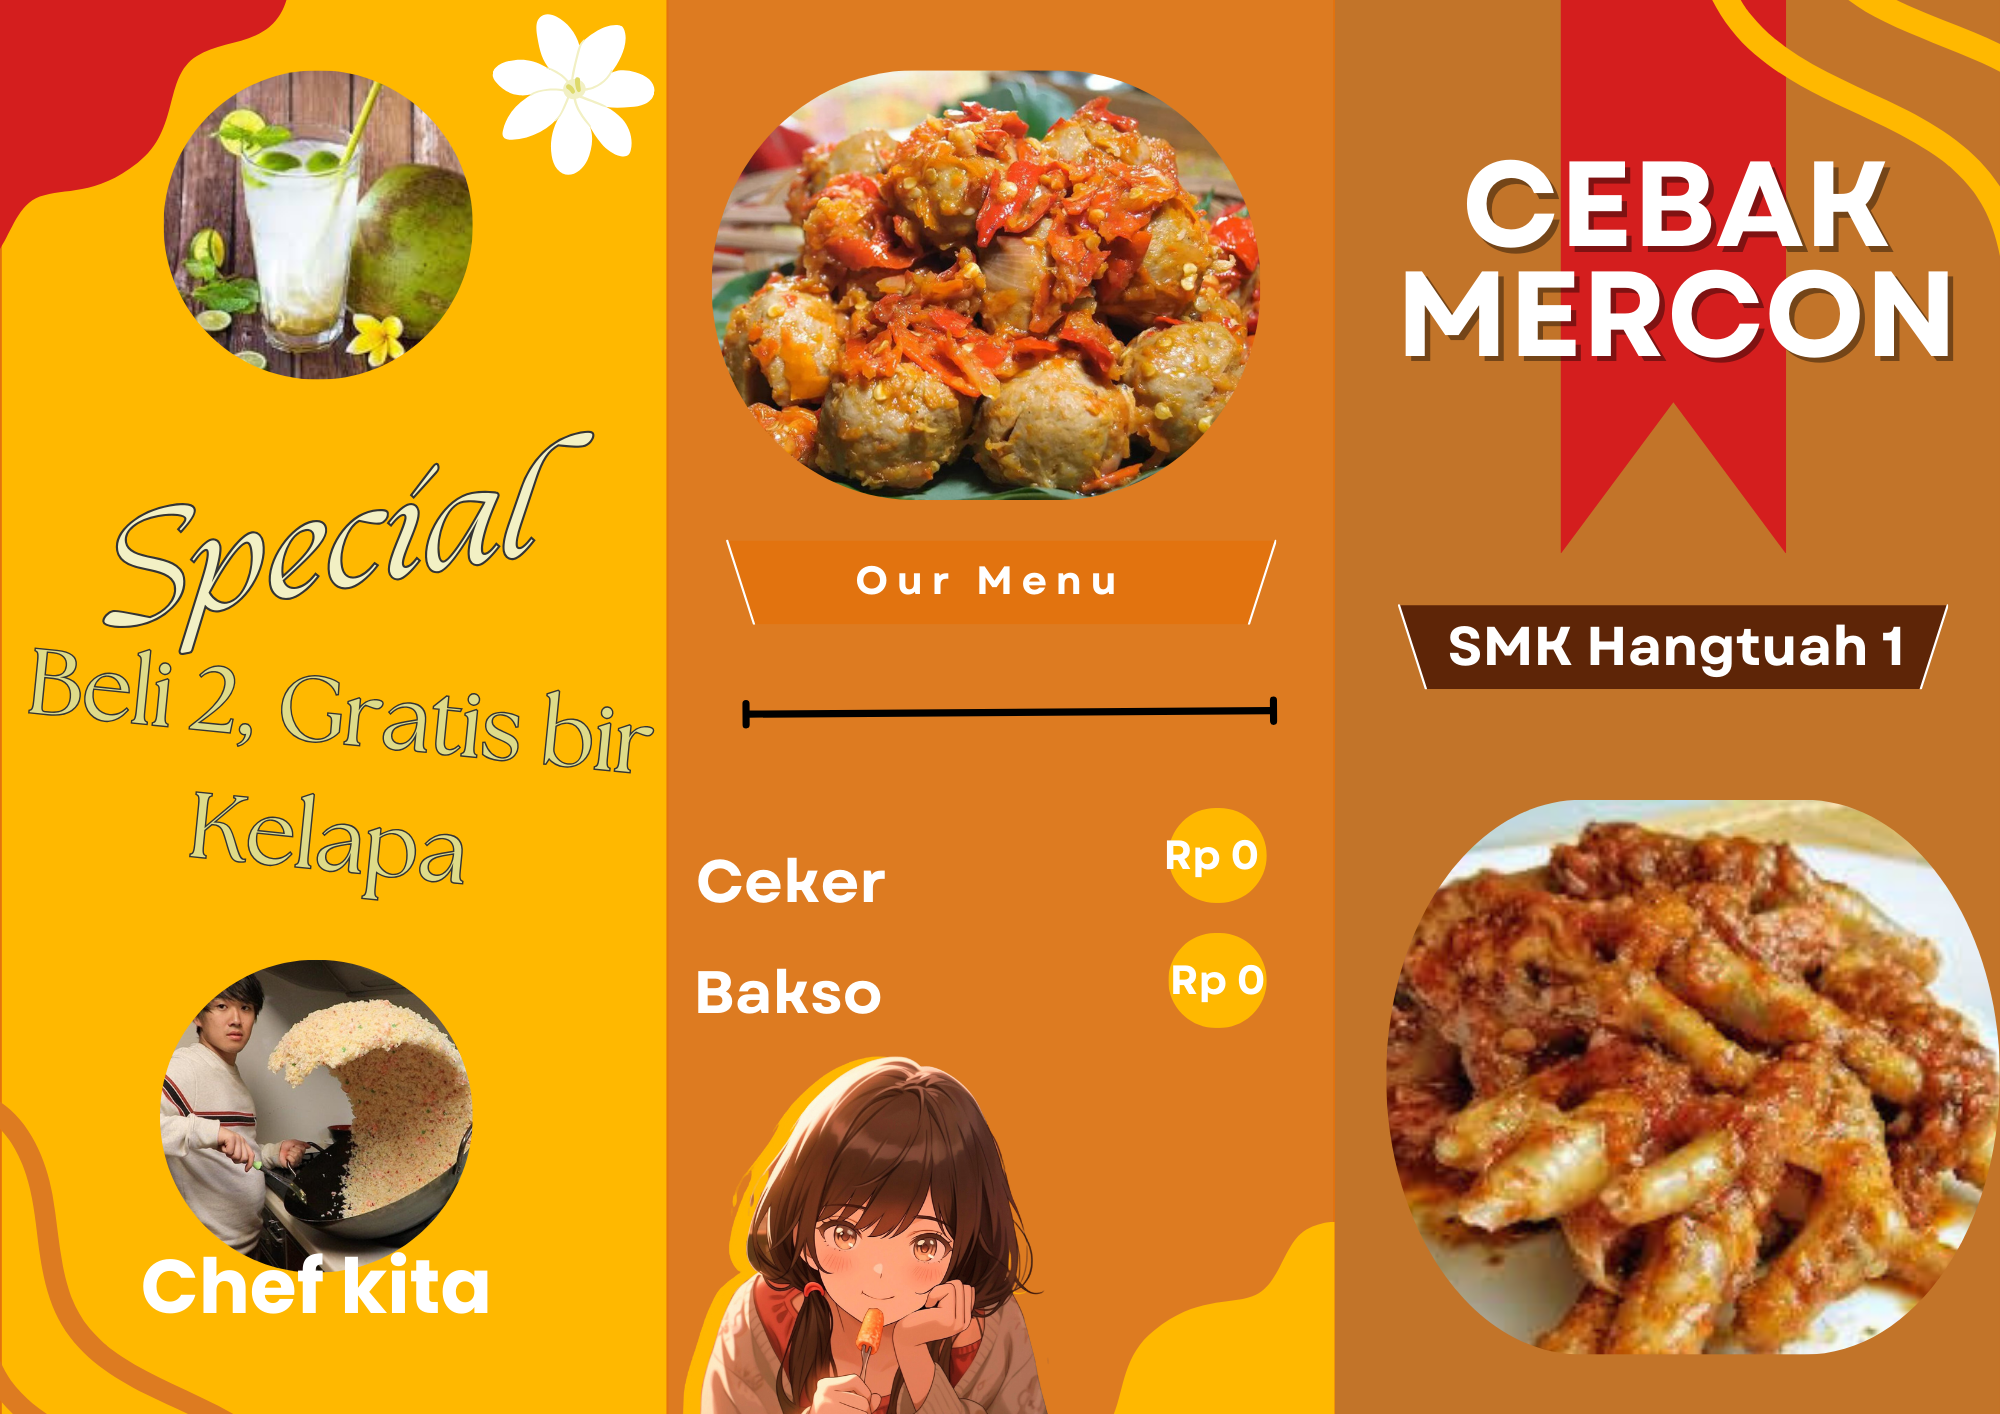 Special
Beli 2, Gratis bir
Kelapa
Chef kita
Our Menu
Ceker
Rp 0
Bakso
Rp 0
CEBAK
MERCON
SMK Hangtuah 1